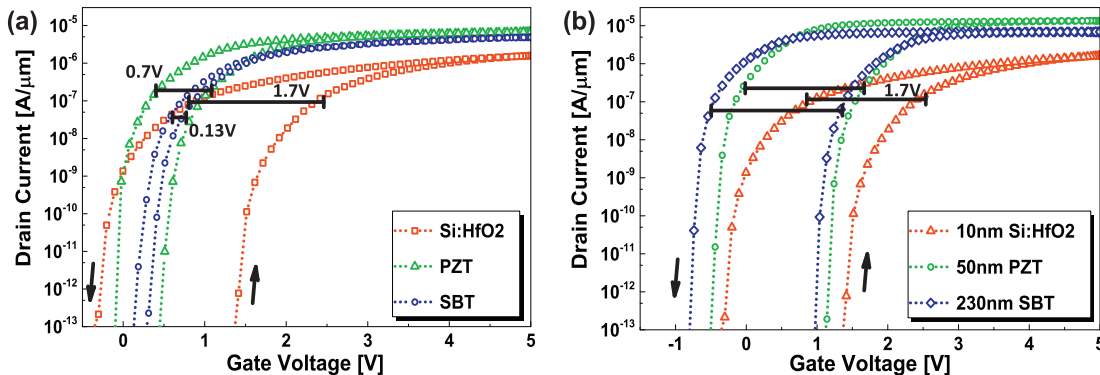 (a)
10^-5
10^-6
10^-7
10^-8
10^-9
10^-10
10^-11
10^-12
10^-13
Drain Current [A/μm]
0.7V
1.7V
0.13V
Si:HfO2
PZT
SBT
0 1 2 3 4 5
Gate Voltage [V]
(b)
10^-5
10^-6
10^-7
10^-8
10^-9
10^-10
10^-11
10^-12
10^-13
Drain Current [A/μm]
1.7V
10nm Si:HfO2
50nm PZT
230nm SBT
-1 0 1 2 3 4 5
Gate Voltage [V]